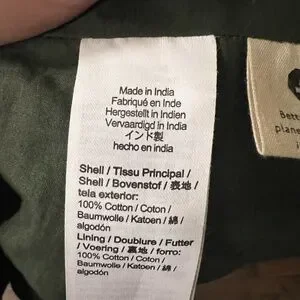 Made in India
Fabriqué en Inde
Hergestellt in Indien
Vervaardigd in India
インド製
hecho en india
Shell / Tissu Principal /
Shell / Bovenstof / 表地 /
tela exterior:
100% Cotton / Coton /
Baumwolle / Katoen / 綿 /
algodón
Lining / Doublure / Futter
/ Voering / 裏地 / forro:
100% Cotton / Coton /
Baumwolle / Katoen / 綿 /
algodón